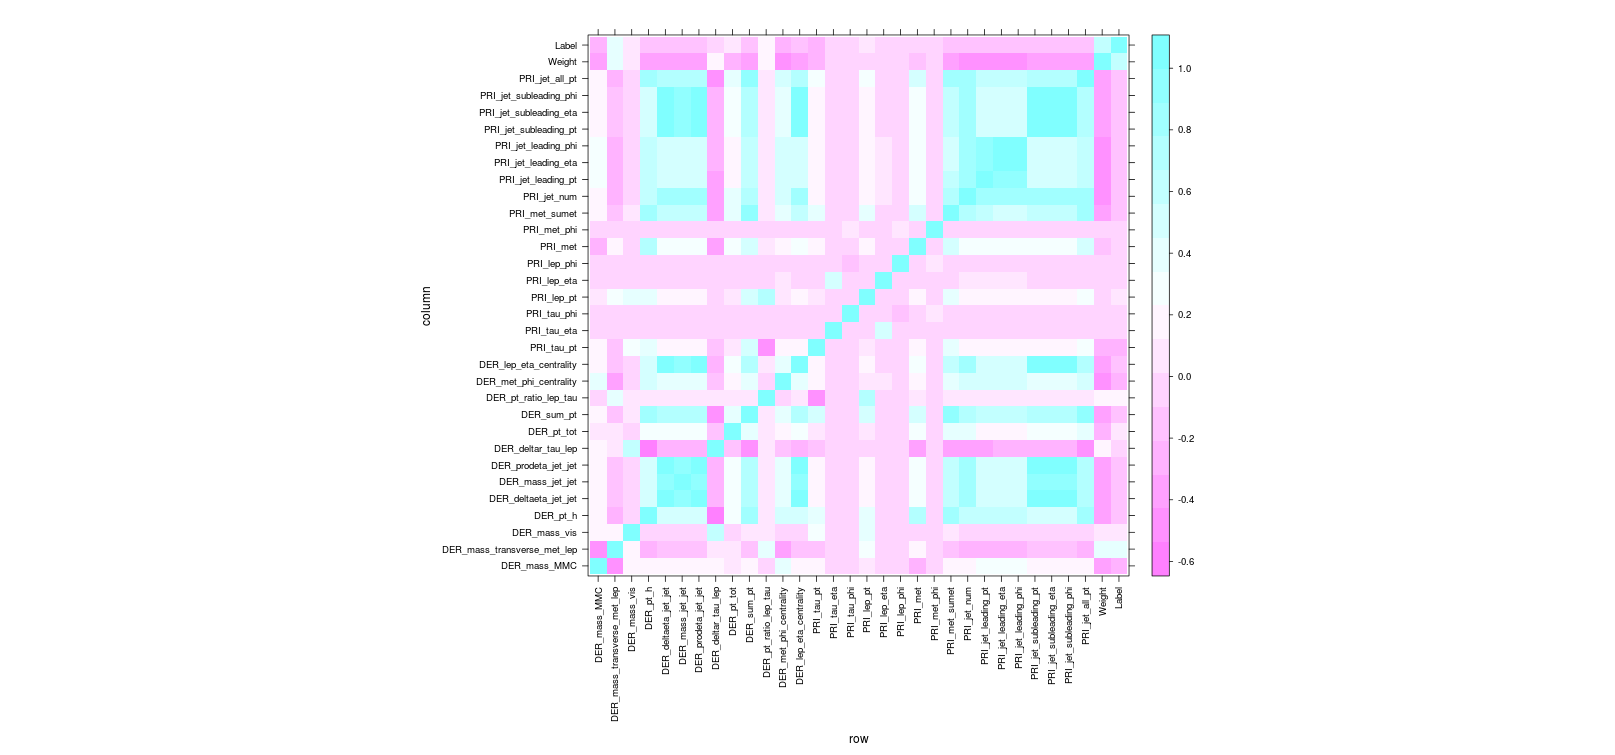 Label
Weight
PRI_jet_all_pt
PRI_jet_subleading_phi
PRI_jet_subleading_eta
PRI_jet_subleading_pt
PRI_jet_leading_phi
PRI_jet_leading_eta
PRI_jet_leading_pt
PRI_jet_num
PRI_met_sumet
PRI_met_phi
PRI_met
PRI_lep_phi
PRI_lep_eta
PRI_lep_pt
PRI_tau_phi
PRI_tau_eta
PRI_tau_pt
DER_lep_eta_centrality
DER_met_phi_centrality
DER_pt_ratio_lep_tau
DER_sum_pt
DER_pt_tot
DER_deltar_tau_lep
DER_prodeta_jet_jet
DER_mass_jet_jet
DER_deltaeta_jet_jet
DER_pt_h
DER_mass_vis
DER_mass_transverse_met_lep
DER_mass_MMC
column
DER_mass_MMC
DER_mass_transverse_met_lep
DER_mass_vis
DER_pt_h
DER_deltaeta_jet_jet
DER_mass_jet_jet
DER_prodeta_jet_jet
DER_deltar_tau_lep
DER_pt_tot
DER_sum_pt
DER_pt_ratio_lep_tau
DER_met_phi_centrality
DER_lep_eta_centrality
PRI_tau_pt
PRI_tau_eta
PRI_tau_phi
PRI_lep_pt
PRI_lep_eta
PRI_lep_phi
PRI_met
PRI_met_phi
PRI_met_sumet
PRI_jet_num
PRI_jet_leading_pt
PRI_jet_leading_eta
PRI_jet_leading_phi
PRI_jet_subleading_pt
PRI_jet_subleading_eta
PRI_jet_subleading_phi
PRI_jet_all_pt
Weight
Label
row
1.0
0.8
0.6
0.4
0.2
0.0
-0.2
-0.4
-0.6